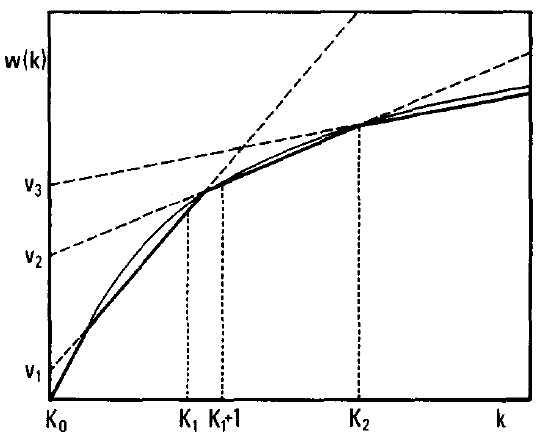 w(k)
v₃
v₂
v₁
K₀ K₁ K₁+1 K₂ k